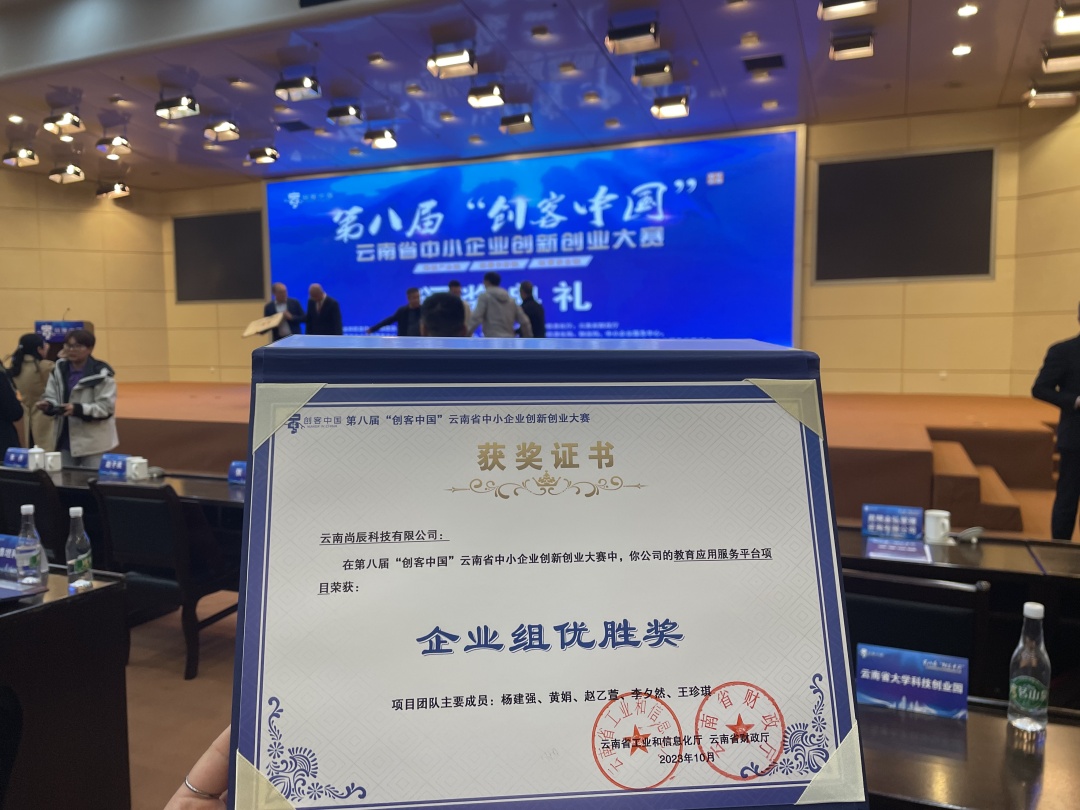 第八届“创客中国”
云南省中小企业创新创业大赛
颁奖典礼
创客中国 第八届“创客中国”云南省中小企业创新创业大赛
获奖证书
云南尚辰科技有限公司：
在第八届“创客中国”云南省中小企业创新创业大赛中，你公司的教育应用服务平台项
目荣获：
企业组优胜奖
项目团队主要成员：杨建强、黄娟、赵乙萱、李夕然、王珍琪
云南省工业和信息化厅 云南省财政厅
2023年10月
云南省大学科技创业园